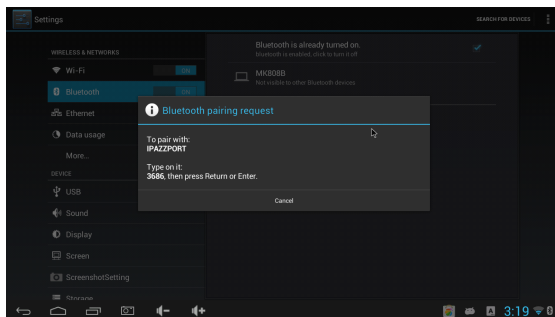 Settings
SEARCH FOR DEVICES
WIRELESS & NETWORKS
Wi-Fi
ON
Bluetooth
ON
Ethernet
Data usage
More...
DEVICE
USB
Sound
Display
Screen
ScreenshotSetting
Storage
Bluetooth is already turned on.
Bluetooth is enabled, click to turn it off
MK808B
Not visible to other Bluetooth devices
Bluetooth pairing request
To pair with:
IPAZZPORT
Type on it:
3686, then press Return or Enter.
Cancel
A
3:19